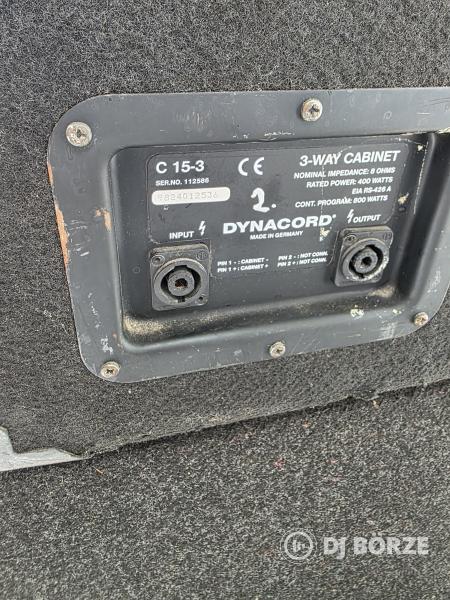 C 15-3
SER.NO. 112586
9824012536
CE
3-WAY CABINET
NOMINAL IMPEDANCE: 8 OHMS
RATED POWER: 400 WATTS
EIA RS-426 A
CONT. PROGRAM: 800 WATTS
2.
DYNACORD®
MADE IN GERMANY
INPUT
OUTPUT
PIN 1 - : CABINET -
PIN 1 + : CABINET +
PIN 2 - : NOT CONN.
PIN 2 + : NOT CONN.
DJ BÖRZE